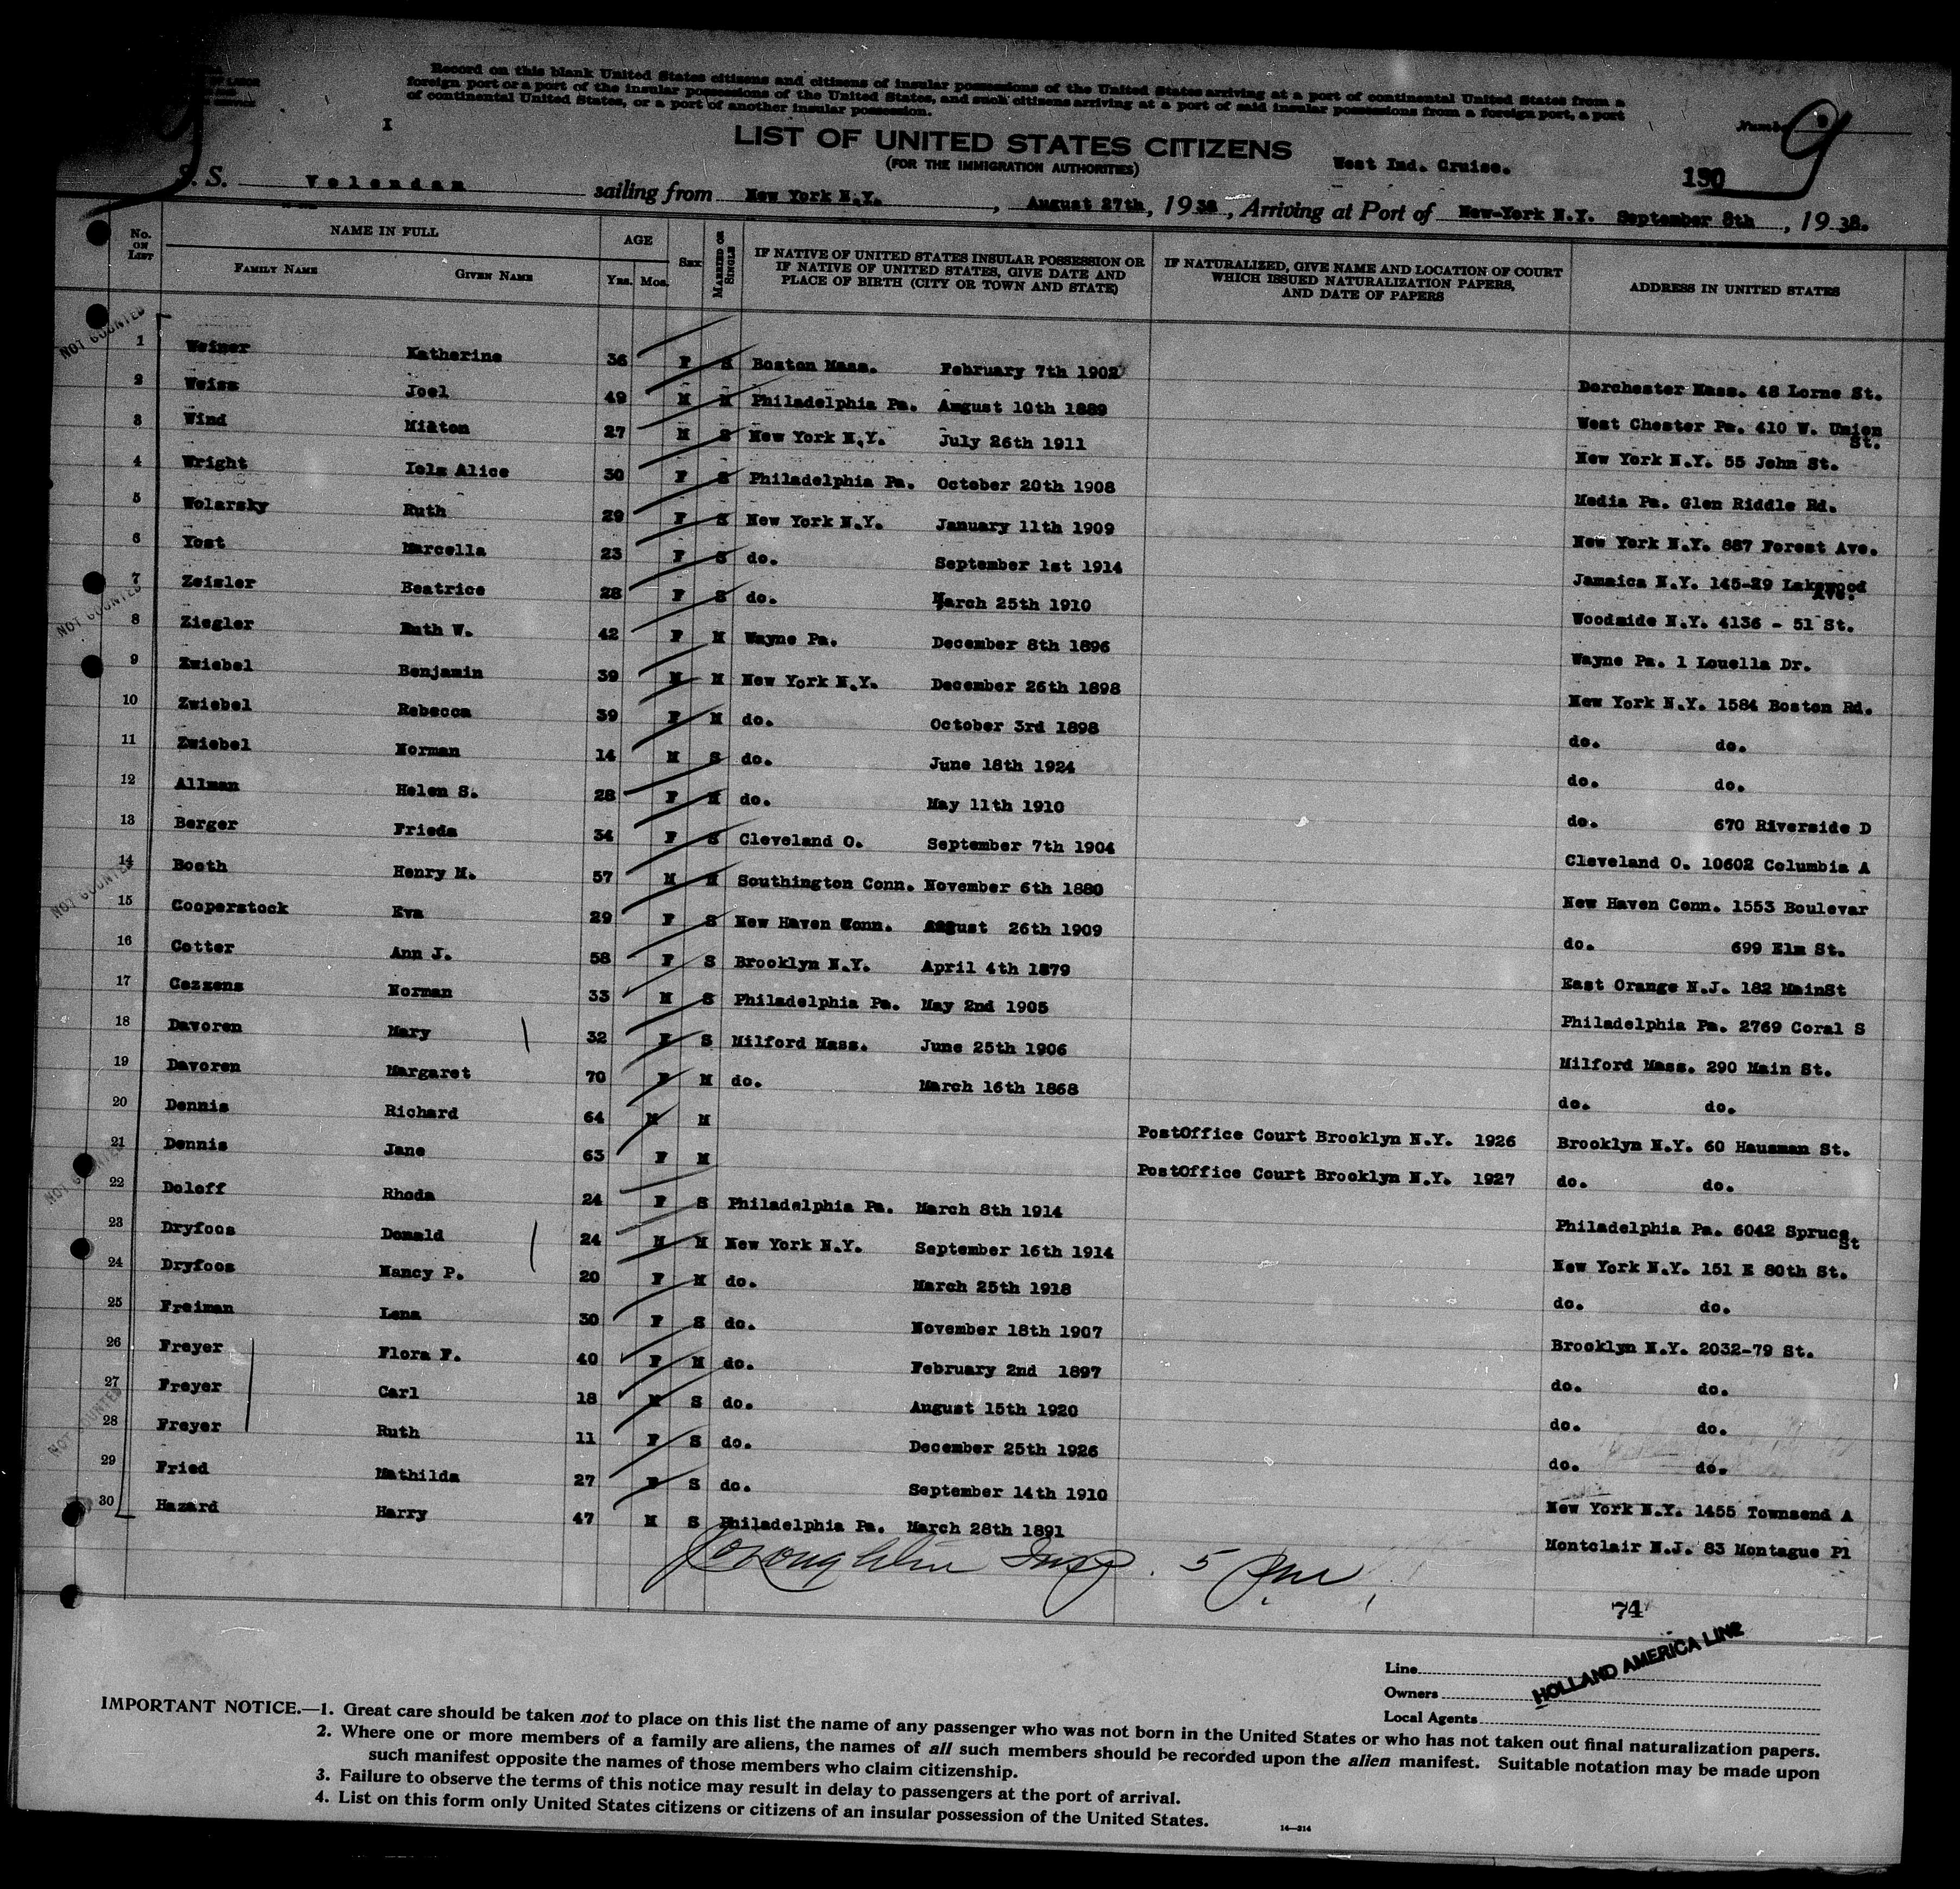 Record on this blank United States citizens and citizens of insular possessions of the United States arriving at a port of continental United States from a
foreign port or a port of the insular possessions of the United States, and such citizens arriving at a port of said insular possessions from a foreign port, a port
of continental United States, or a port of another insular possession.
I
Number 9
LIST OF UNITED STATES CITIZENS
(FOR THE IMMIGRATION AUTHORITIES)
West Ind. Cruise.
130
S. S. Volendam sailing from New York N.Y. , August 27th, 1938, Arriving at Port of New-York N.Y. September 8th , 1938.
No. ON LIST NAME IN FULL AGE SEX MARRIED OR SINGLE IF NATIVE OF UNITED STATES INSULAR POSSESSION OR IF NATIVE OF UNITED STATES, GIVE DATE AND PLACE OF BIRTH (CITY OR TOWN AND STATE) IF NATURALIZED, GIVE NAME AND LOCATION OF COURT WHICH ISSUED NATURALIZATION PAPERS, AND DATE OF PAPERS ADDRESS IN UNITED STATES
FAMILY NAME GIVEN NAME Yrs. Mos.
NOT COUNTED
1 Weiner Katherine 36 F S Boston Mass. February 7th 1902 Dorchester Mass. 48 Lorne St.
2 Weiss Joel 49 M M Philadelphia Pa. August 10th 1889 West Chester Pa. 410 W. Union St.
3 Wind Milton 27 M S New York N.Y. July 26th 1911 New York N.Y. 55 John St.
4 Wright Iola Alice 30 F S Philadelphia Pa. October 20th 1908 Media Pa. Glen Riddle Rd.
5 Wolarsky Ruth 29 F S New York N.Y. January 11th 1909 New York N.Y. 887 Forest Ave.
6 Yost Marcella 23 F S do. September 1st 1914 Jamaica N.Y. 145-29 Lakewood Ave.
7 Zeisler Beatrice 28 F S do. March 25th 1910 Woodside N.Y. 4136 - 51 St.
NOT COUNTED
8 Ziegler Ruth W. 42 F M Wayne Pa. December 8th 1896 Wayne Pa. 1 Louella Dr.
9 Zwiebel Benjamin 39 M M New York N.Y. December 26th 1898 New York N.Y. 1584 Boston Rd.
10 Zwiebel Rebecca 39 F M do. October 3rd 1898 do. do.
11 Zwiebel Norman 14 M S do. June 18th 1924 do. do.
12 Allman Helen S. 28 F M do. May 11th 1910 do. 670 Riverside D
13 Berger Frieda 34 F S Cleveland O. September 7th 1904 Cleveland O. 10602 Columbia A
14 Booth Henry M. 57 M M Southington Conn. November 6th 1880 New Haven Conn. 1553 Boulevar
NOT COUNTED
15 Cooperstock Eva 29 F S New Haven Conn. August 26th 1909 do. 699 Elm St.
16 Cotter Ann J. 58 F S Brooklyn N.Y. April 4th 1879 East Orange N.J. 182 MainSt
17 Cozzens Norman 33 M S Philadelphia Pa. May 2nd 1905 Philadelphia Pa. 2769 Coral S
18 Davoren Mary 32 F S Milford Mass. June 25th 1906 Milford Mass. 290 Main St.
19 Davoren Margaret 70 F M do. March 16th 1868 do. do.
20 Dennis Richard 64 M M PostOffice Court Brooklyn N.Y. 1926 Brooklyn N.Y. 60 Hausman St.
21 Dennis Jane 63 F M PostOffice Court Brooklyn N.Y. 1927 do. do.
NOT COUNTED
22 Doloff Rhoda 24 F S Philadelphia Pa. March 8th 1914 Philadelphia Pa. 6042 Spruce St
23 Dryfoos Donald 24 M M New York N.Y. September 16th 1914 New York N.Y. 151 E 80th St.
24 Dryfoos Nancy P. 20 F M do. March 25th 1918 do. do.
25 Freiman Lena 30 F S do. November 18th 1907 Brooklyn N.Y. 2032-79 St.
26 Freyer Flora F. 40 F M do. February 2nd 1897 do. do.
27 Freyer Carl 18 M S do. August 15th 1920 do. do.
28 Freyer Ruth 11 F S do. December 25th 1926 do. do.
NOT COUNTED
29 Fried Mathilda 27 F S do. September 14th 1910 New York N.Y. 1455 Townsend A
30 Hazard Harry 47 M S Philadelphia Pa. March 28th 1891 Montclair N.J. 83 Montague Pl
Insp. 5 pm
74
Line
HOLLAND AMERICA LINE
Owners
Local Agents
IMPORTANT NOTICE.—1. Great care should be taken not to place on this list the name of any passenger who was not born in the United States or who has not taken out final naturalization papers.
2. Where one or more members of a family are aliens, the names of all such members should be recorded upon the alien manifest. Suitable notation may be made upon
such manifest opposite the names of those members who claim citizenship.
3. Failure to observe the terms of this notice may result in delay to passengers at the port of arrival.
4. List on this form only United States citizens or citizens of an insular possession of the United States.
14—214